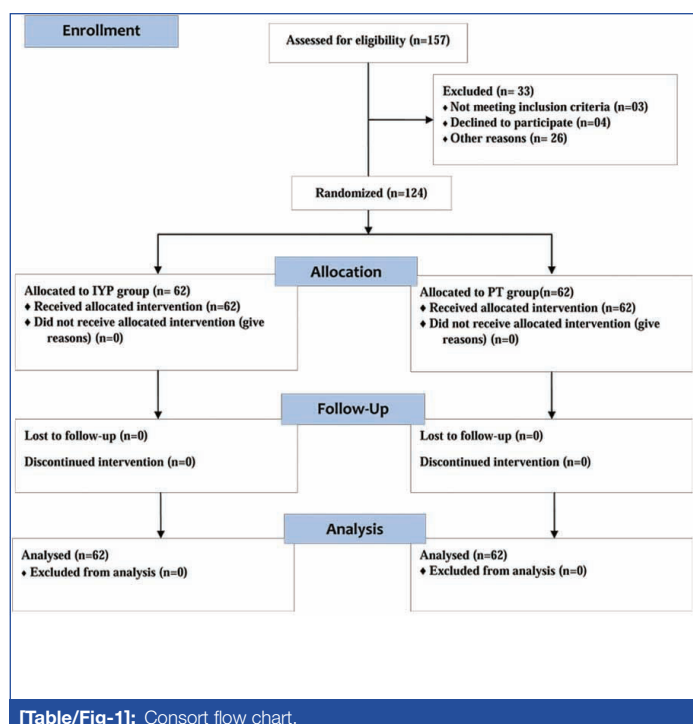 Enrollment
Assessed for eligibility (n=157)
Excluded (n= 33)
♦ Not meeting inclusion criteria (n=03)
♦ Declined to participate (n=04)
♦ Other reasons (n= 26)
Randomized (n=124)
Allocation
Allocated to IYP group (n= 62)
♦ Received allocated intervention (n=62)
♦ Did not receive allocated intervention (give
reasons) (n=0)
Allocated to PT group(n=62)
♦ Received allocated intervention (n=62)
♦ Did not receive allocated intervention (give
reasons) (n=0)
Follow-Up
Lost to follow-up (n=0)
Discontinued intervention (n=0)
Lost to follow-up (n=0)
Discontinued intervention (n=0)
Analysis
Analysed (n=62)
♦ Excluded from analysis (n=0)
Analysed (n=62)
♦ Excluded from analysis (n=0)
[Table/Fig-1]: Consort flow chart.